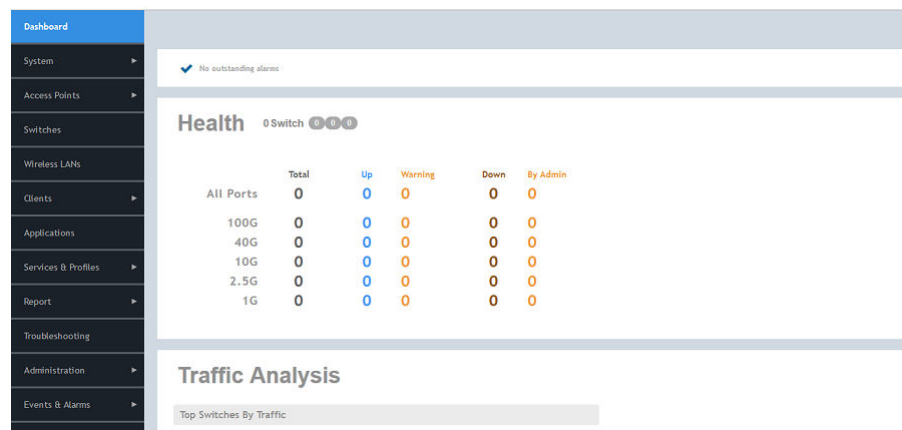 Dashboard
System
Access Points
Switches
Wireless LANs
Clients
Applications
Services & Profiles
Report
Troubleshooting
Administration
Events & Alarms
No outstanding alarms
Health 0 Switch 0 0 0
Total Up Warning Down By Admin
All Ports 0 0 0 0 0
100G 0 0 0 0 0
40G 0 0 0 0 0
10G 0 0 0 0 0
2.5G 0 0 0 0 0
1G 0 0 0 0 0
Traffic Analysis
Top Switches By Traffic